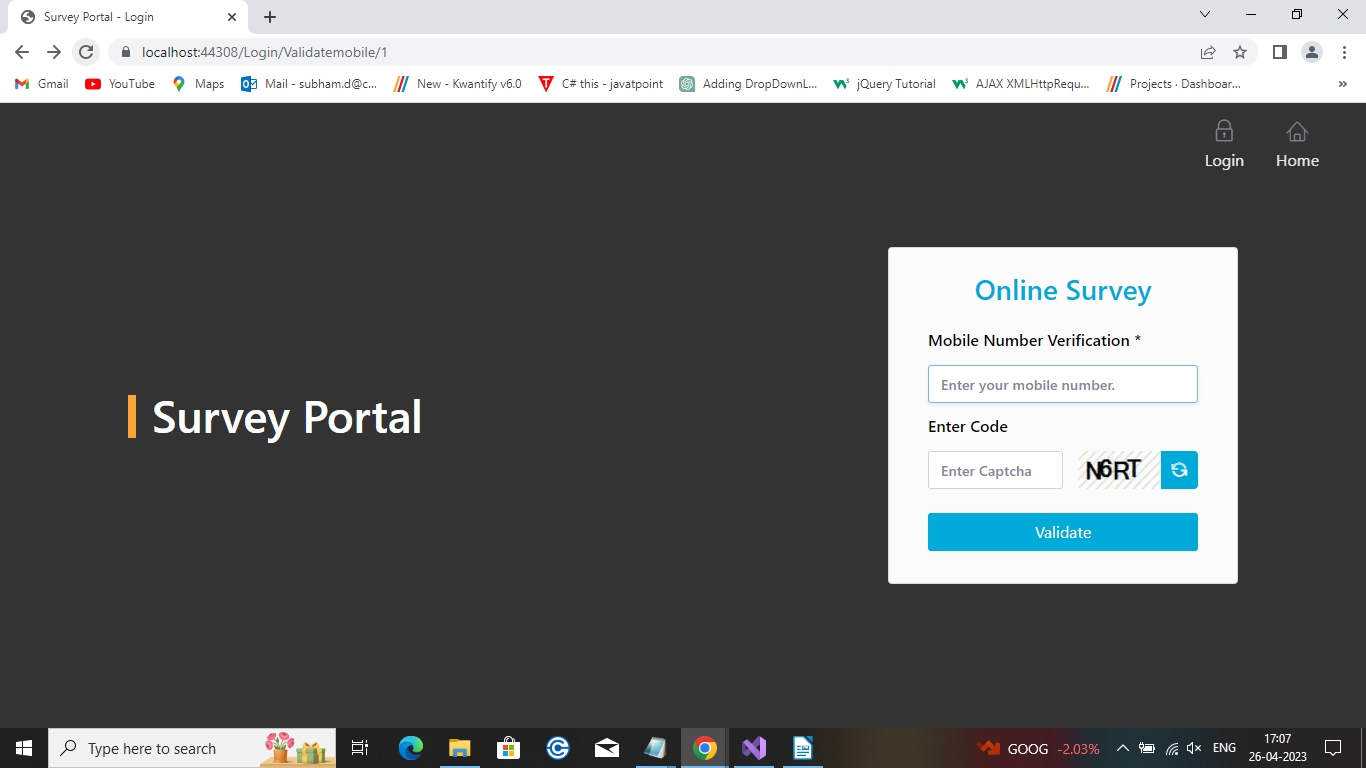 Survey Portal - Login
localhost:44308/Login/Validatemobile/1
Gmail YouTube Maps Mail - subham.d@c... New - Kwantify v6.0 C# this - javatpoint Adding DropDownL... jQuery Tutorial AJAX XMLHttpRequ... Projects · Dashboar... »
Login Home
Survey Portal
Online Survey
Mobile Number Verification *
Enter your mobile number.
Enter Code
Enter Captcha N6RT
Validate
Type here to search
GOOG -2.03% ENG
17:07
26-04-2023